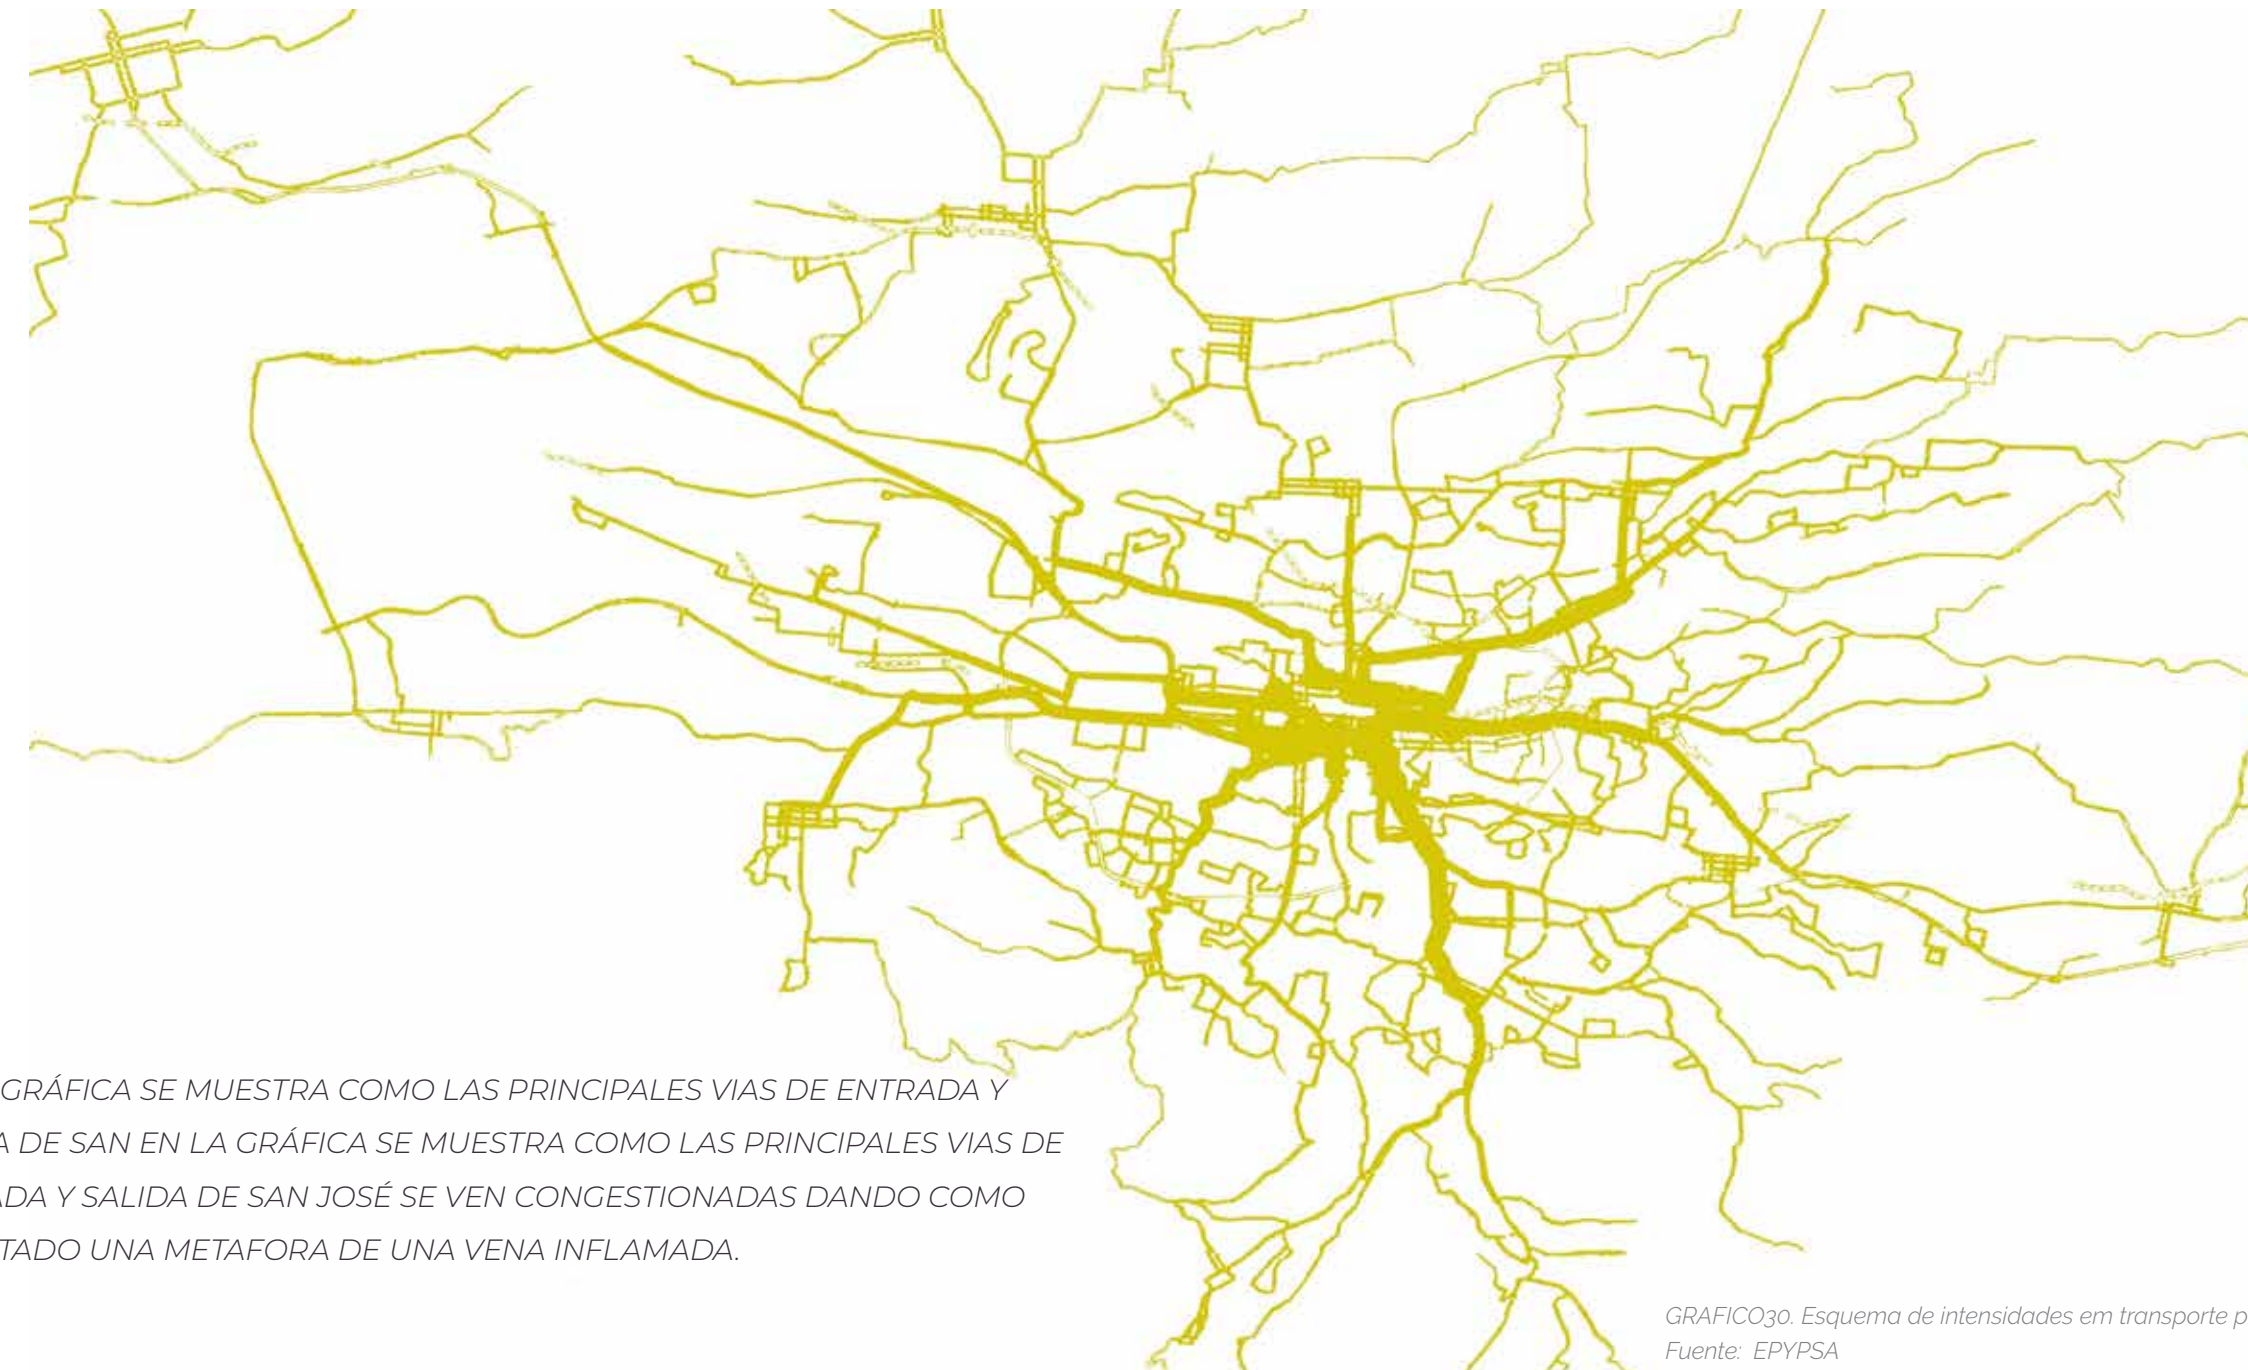 GRÁFICA SE MUESTRA COMO LAS PRINCIPALES VIAS DE ENTRADA Y
A DE SAN EN LA GRÁFICA SE MUESTRA COMO LAS PRINCIPALES VIAS DE
ADA Y SALIDA DE SAN JOSÉ SE VEN CONGESTIONADAS DANDO COMO
TADO UNA METAFORA DE UNA VENA INFLAMADA.
GRAFICO30. Esquema de intensidades em transporte p
Fuente: EPYPSA